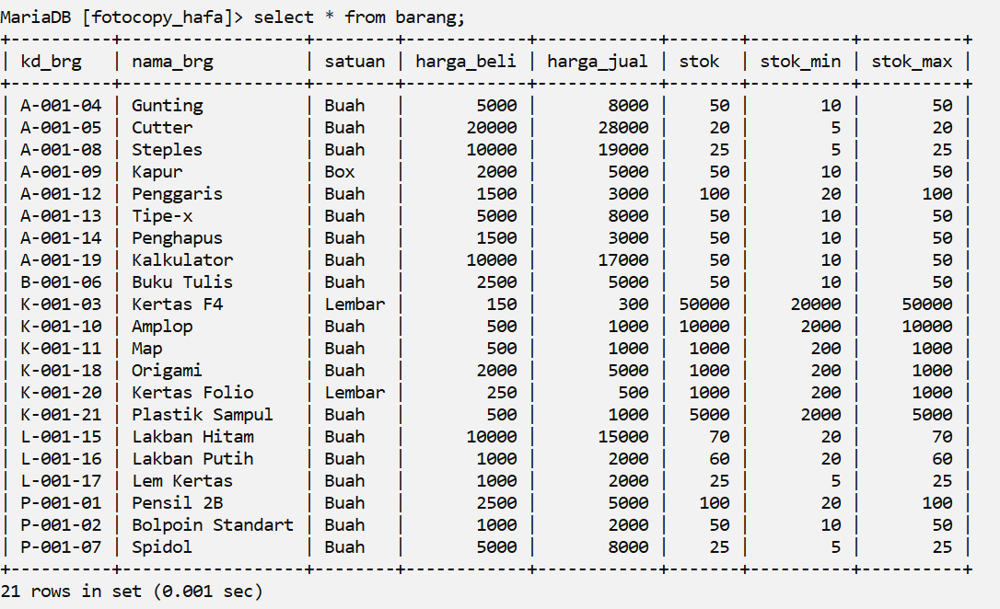 MariaDB [fotocopy_hafa]> select * from barang;
+----------+------------------+--------+------------+------------+-------+----------+----------+
| kd_brg   | nama_brg         | satuan | harga_beli | harga_jual | stok  | stok_min | stok_max |
+----------+------------------+--------+------------+------------+-------+----------+----------+
| A-001-04 | Gunting          | Buah   |       5000 |       8000 |    50 |       10 |       50 |
| A-001-05 | Cutter           | Buah   |      20000 |      28000 |    20 |        5 |       20 |
| A-001-08 | Steples          | Buah   |      10000 |      19000 |    25 |        5 |       25 |
| A-001-09 | Kapur            | Box    |       2000 |       5000 |    50 |       10 |       50 |
| A-001-12 | Penggaris        | Buah   |       1500 |       3000 |   100 |       20 |      100 |
| A-001-13 | Tipe-x           | Buah   |       5000 |       8000 |    50 |       10 |       50 |
| A-001-14 | Penghapus        | Buah   |       1500 |       3000 |    50 |       10 |       50 |
| A-001-19 | Kalkulator       | Buah   |      10000 |      17000 |    50 |       10 |       50 |
| B-001-06 | Buku Tulis       | Buah   |       2500 |       5000 |    50 |       10 |       50 |
| K-001-03 | Kertas F4        | Lembar |        150 |        300 | 50000 |    20000 |    50000 |
| K-001-10 | Amplop           | Buah   |        500 |       1000 | 10000 |     2000 |    10000 |
| K-001-11 | Map              | Buah   |        500 |       1000 |  1000 |      200 |     1000 |
| K-001-18 | Origami          | Buah   |       2000 |       5000 |  1000 |      200 |     1000 |
| K-001-20 | Kertas Folio     | Lembar |        250 |        500 |  1000 |      200 |     1000 |
| K-001-21 | Plastik Sampul   | Buah   |        500 |       1000 |  5000 |     2000 |     5000 |
| L-001-15 | Lakban Hitam     | Buah   |      10000 |      15000 |    70 |       20 |       70 |
| L-001-16 | Lakban Putih     | Buah   |       1000 |       2000 |    60 |       20 |       60 |
| L-001-17 | Lem Kertas       | Buah   |       1000 |       2000 |    25 |        5 |       25 |
| P-001-01 | Pensil 2B        | Buah   |       2500 |       5000 |   100 |       20 |      100 |
| P-001-02 | Bolpoin Standart | Buah   |       1000 |       2000 |    50 |       10 |       50 |
| P-001-07 | Spidol           | Buah   |       5000 |       8000 |    25 |        5 |       25 |
+----------+------------------+--------+------------+------------+-------+----------+----------+
21 rows in set (0.001 sec)